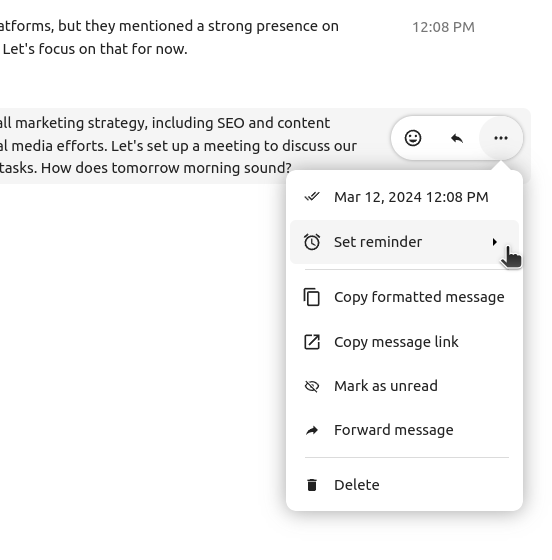 atforms, but they mentioned a strong presence on
12:08 PM
Let's focus on that for now.
all marketing strategy, including SEO and content
al media efforts. Let's set up a meeting to discuss our
tasks. How does tomorrow morning sound?
Mar 12, 2024 12:08 PM
Set reminder
Copy formatted message
Copy message link
Mark as unread
Forward message
Delete